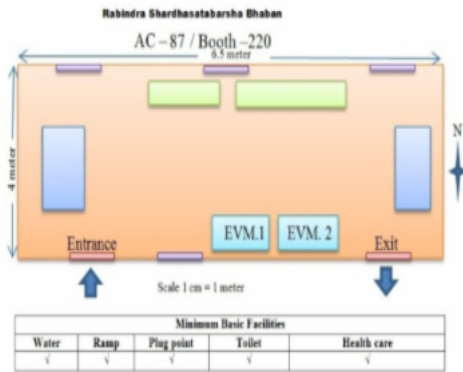 Rabindra Shardhasatabarsha Bhaban
AC – 87 / Booth –220
6.5 meter
4 meter
N
EVM.1 EVM. 2
Entrance Exit
Scale 1 cm = 1 meter
Minimum Basic Facilities
Water Ramp Plug point Toilet Health care
√ √ √ √ √